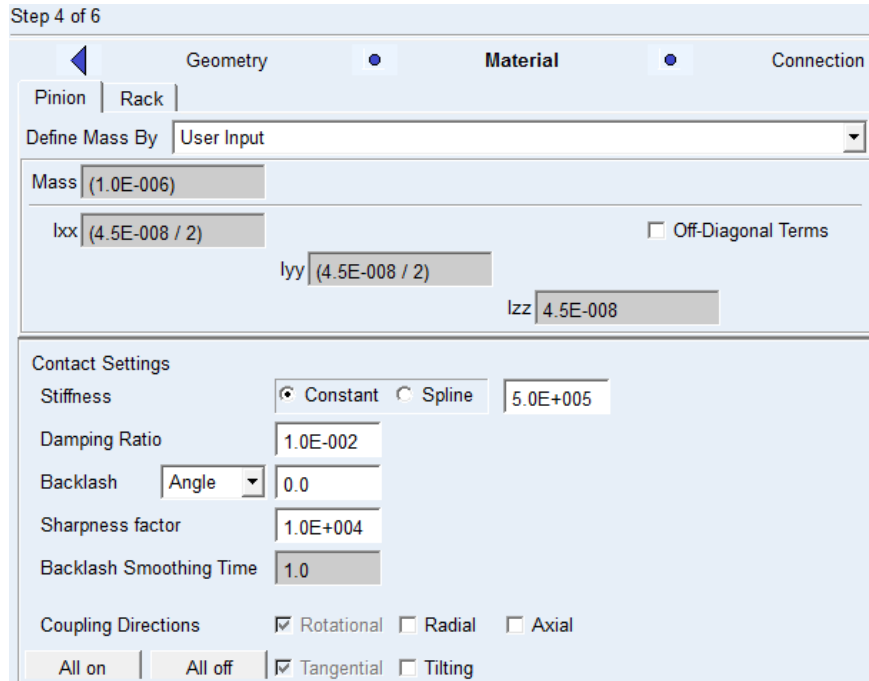 Step 4 of 6
Geometry Material Connection
Pinion Rack
Define Mass By User Input
Mass (1.0E-006)
Ixx (4.5E-008 / 2) Off-Diagonal Terms
Iyy (4.5E-008 / 2)
Izz 4.5E-008
Contact Settings
Stiffness Constant Spline 5.0E+005
Damping Ratio 1.0E-002
Backlash Angle 0.0
Sharpness factor 1.0E+004
Backlash Smoothing Time 1.0
Coupling Directions Rotational Radial Axial
All on All off Tangential Tilting